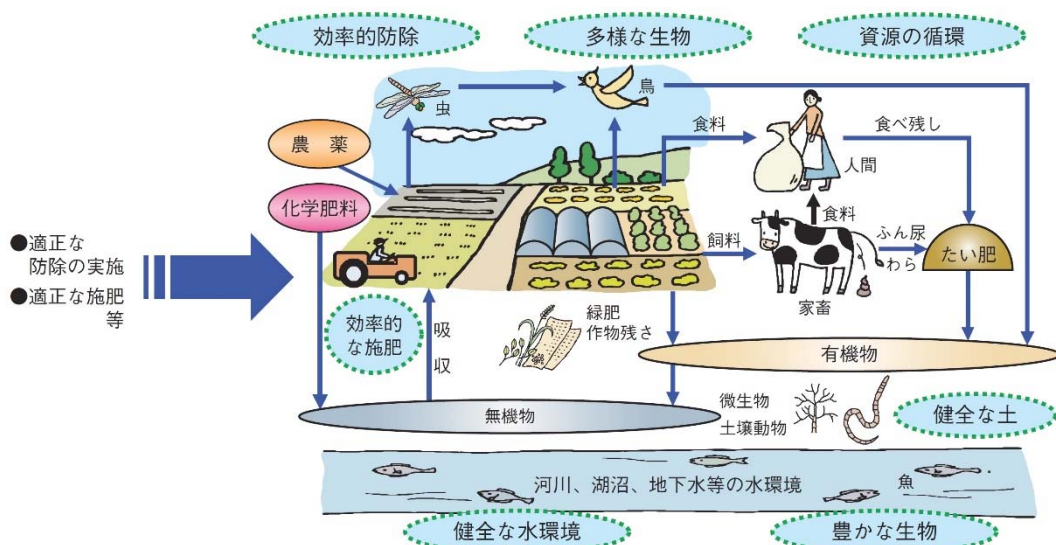 効率的防除
多様な生物
資源の循環
虫
鳥
農 薬
化学肥料
食料
食べ残し
人間
食料
●適正な
防除の実施
●適正な施肥
等
飼料
ふん尿
わら
たい肥
家畜
効率的
な施肥
吸
収
緑肥
作物残さ
有機物
無機物
微生物
土壌動物
健全な土
河川、湖沼、地下水等の水環境
魚
健全な水環境
豊かな生物